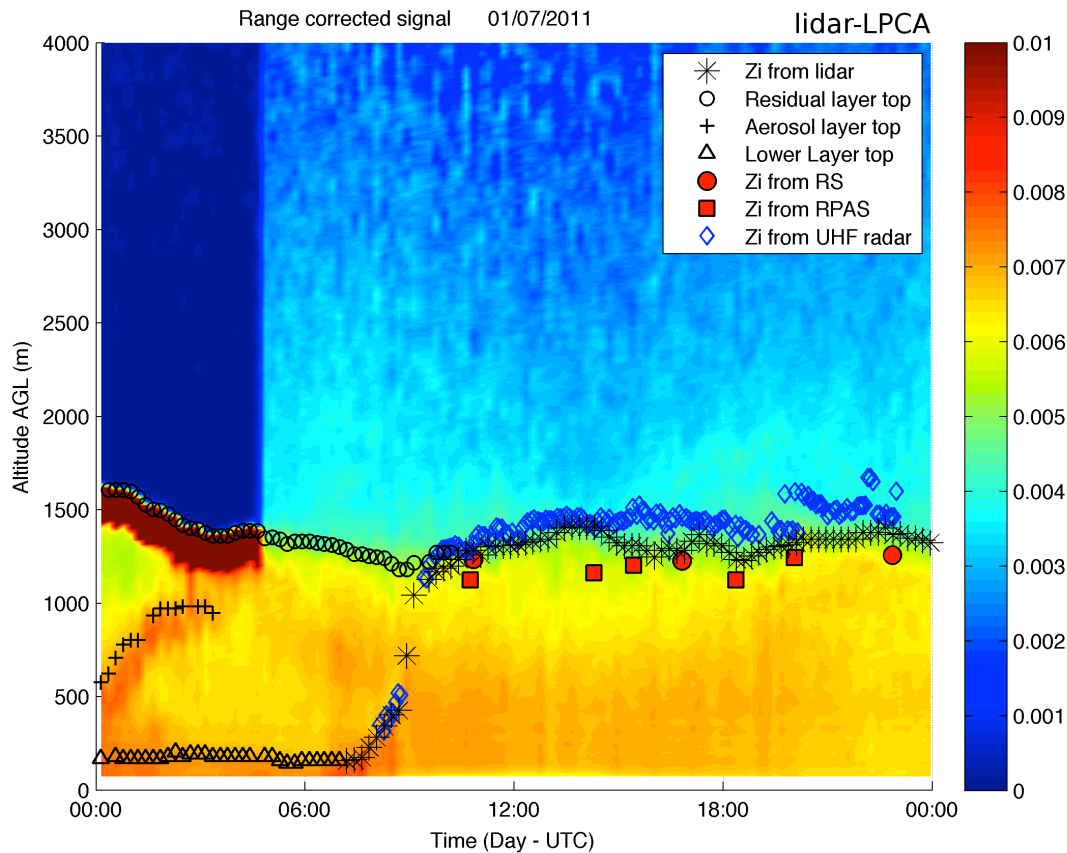 Range corrected signal 01/07/2011 lidar-LPCA
Zi from lidar
Residual layer top
Aerosol layer top
Lower Layer top
Zi from RS
Zi from RPAS
Zi from UHF radar
Altitude AGL (m)
4000
3500
3000
2500
2000
1500
1000
500
0
00:00 06:00 12:00 18:00 00:00
Time (Day - UTC)
0.01
0.009
0.008
0.007
0.006
0.005
0.004
0.003
0.002
0.001
0